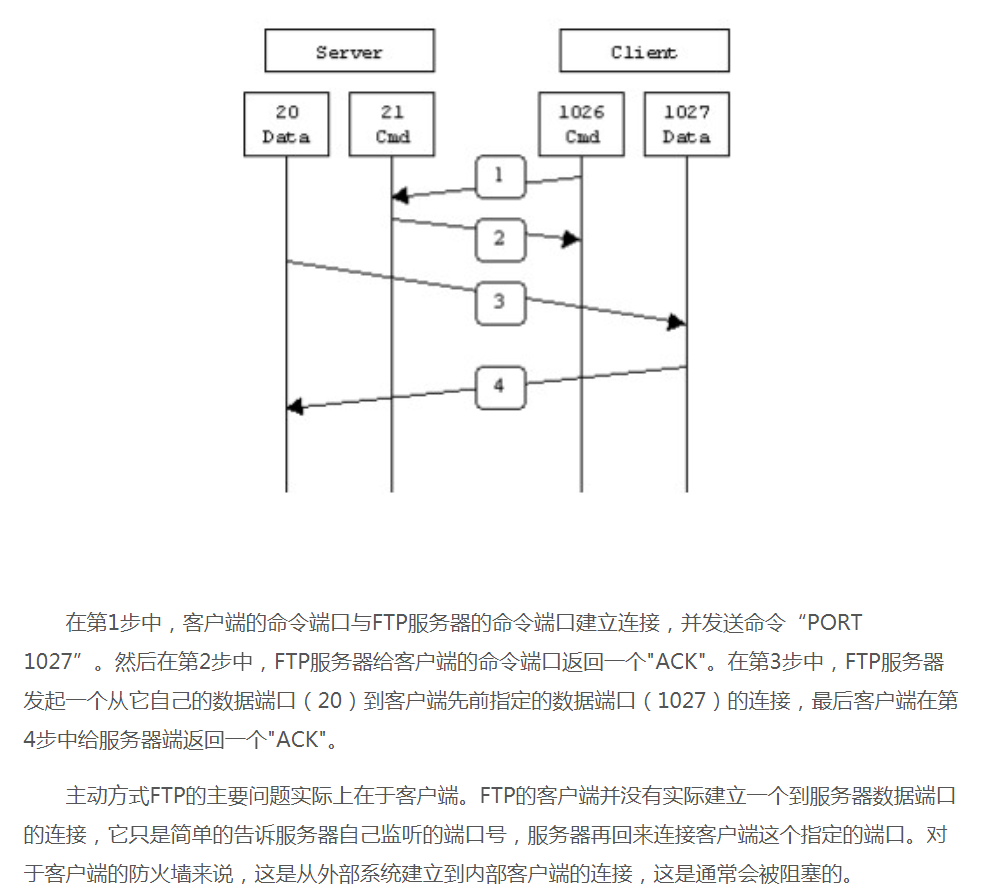 Server Client
20 21 1026 1027
Data Cmd Cmd Data
1
2
3
4
在第1步中，客户端的命令端口与FTP服务器的命令端口建立连接，并发送命令“PORT
1027”。然后在第2步中，FTP服务器给客户端的命令端口返回一个"ACK"。在第3步中，FTP服务器
发起一个从它自己的数据端口（20）到客户端先前指定的数据端口（1027）的连接，最后客户端在第
4步中给服务器端返回一个"ACK"。
主动方式FTP的主要问题实际上在于客户端。FTP的客户端并没有实际建立一个到服务器数据端口
的连接，它只是简单的告诉服务器自己监听的端口号，服务器再回来连接客户端这个指定的端口。对
于客户端的防火墙来说，这是从外部系统建立到内部客户端的连接，这是通常会被阻塞的。